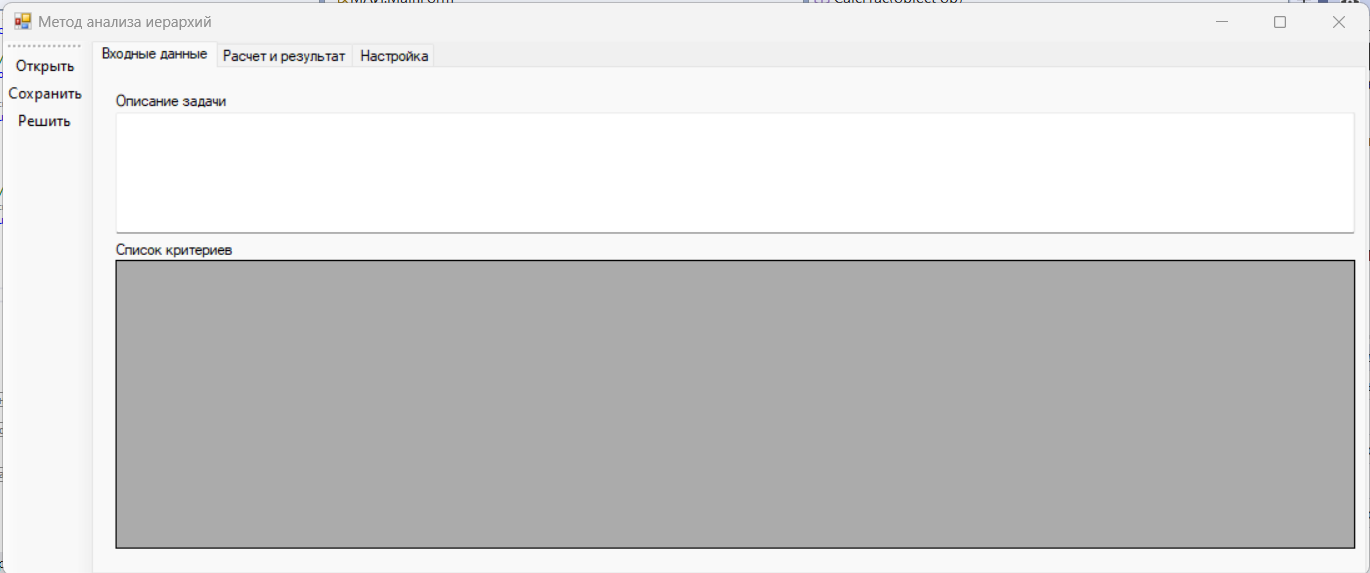 Метод анализа иерархий
Входные данные
Расчет и результат
Настройка
Открыть
Сохранить
Решить
Описание задачи
Список критериев